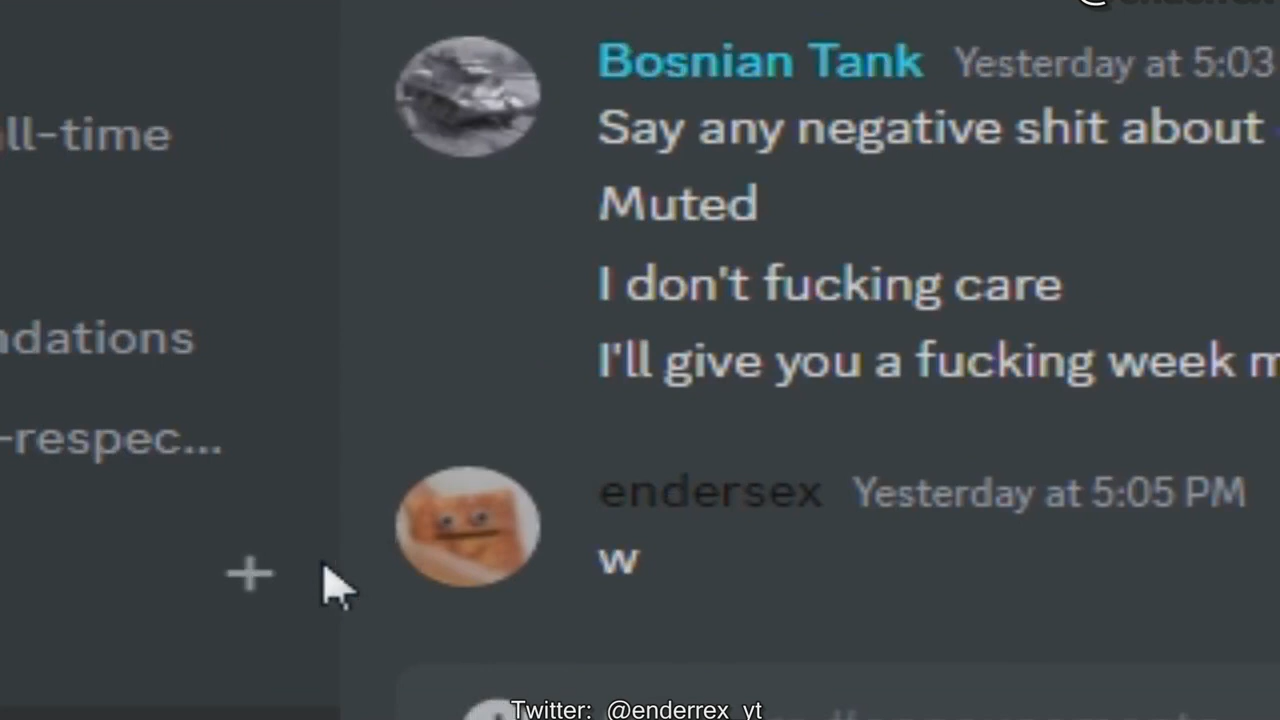 Bosnian Tank Yesterday at 5:03
Say any negative shit about
ll-time
Muted
I don't fucking care
ndations
I'll give you a fucking week m
-respec...
endersex Yesterday at 5:05 PM
w
Twitter: @enderrex_yt